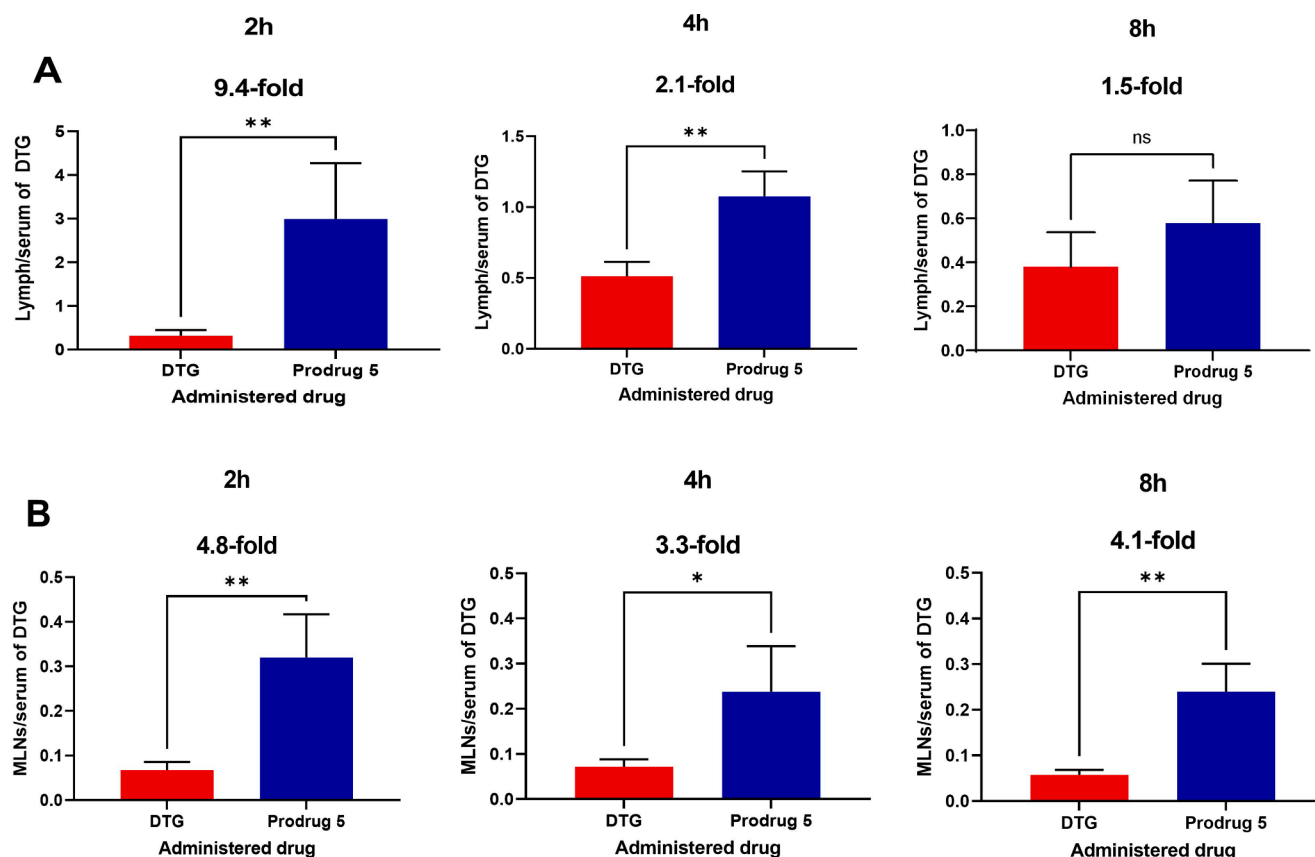 2h
4h
8h
A
9.4-fold
2.1-fold
1.5-fold
**
**
ns
Lymph/serum of DTG
5
4
3
2
1
0
DTG
Prodrug 5
Administered drug
Lymph/serum of DTG
1.5
1.0
0.5
0.0
DTG
Prodrug 5
Administered drug
Lymph/serum of DTG
1.0
0.8
0.6
0.4
0.2
0.0
DTG
Prodrug 5
Administered drug
2h
4h
8h
B
4.8-fold
3.3-fold
4.1-fold
**
*
**
MLNs/serum of DTG
0.5
0.4
0.3
0.2
0.1
0.0
DTG
Prodrug 5
Administered drug
MLNs/serum of DTG
0.5
0.4
0.3
0.2
0.1
0.0
DTG
Prodrug 5
Administered drug
MLNs/serum of DTG
0.5
0.4
0.3
0.2
0.1
0.0
DTG
Prodrug 5
Administered drug